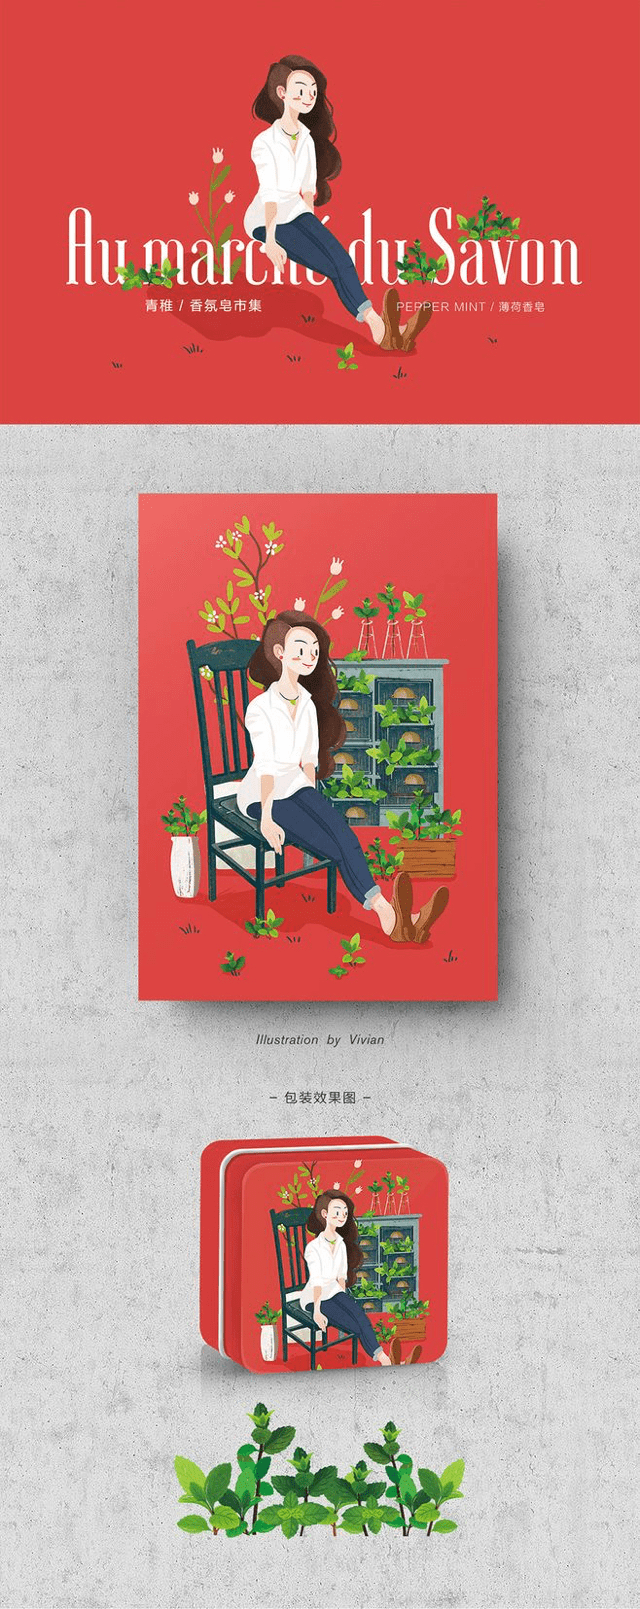 Au marché du Savon
青稚 / 香氛皂市集
PEPPER MINT / 薄荷香皂
Illustration by Vivian
- 包装效果图 -